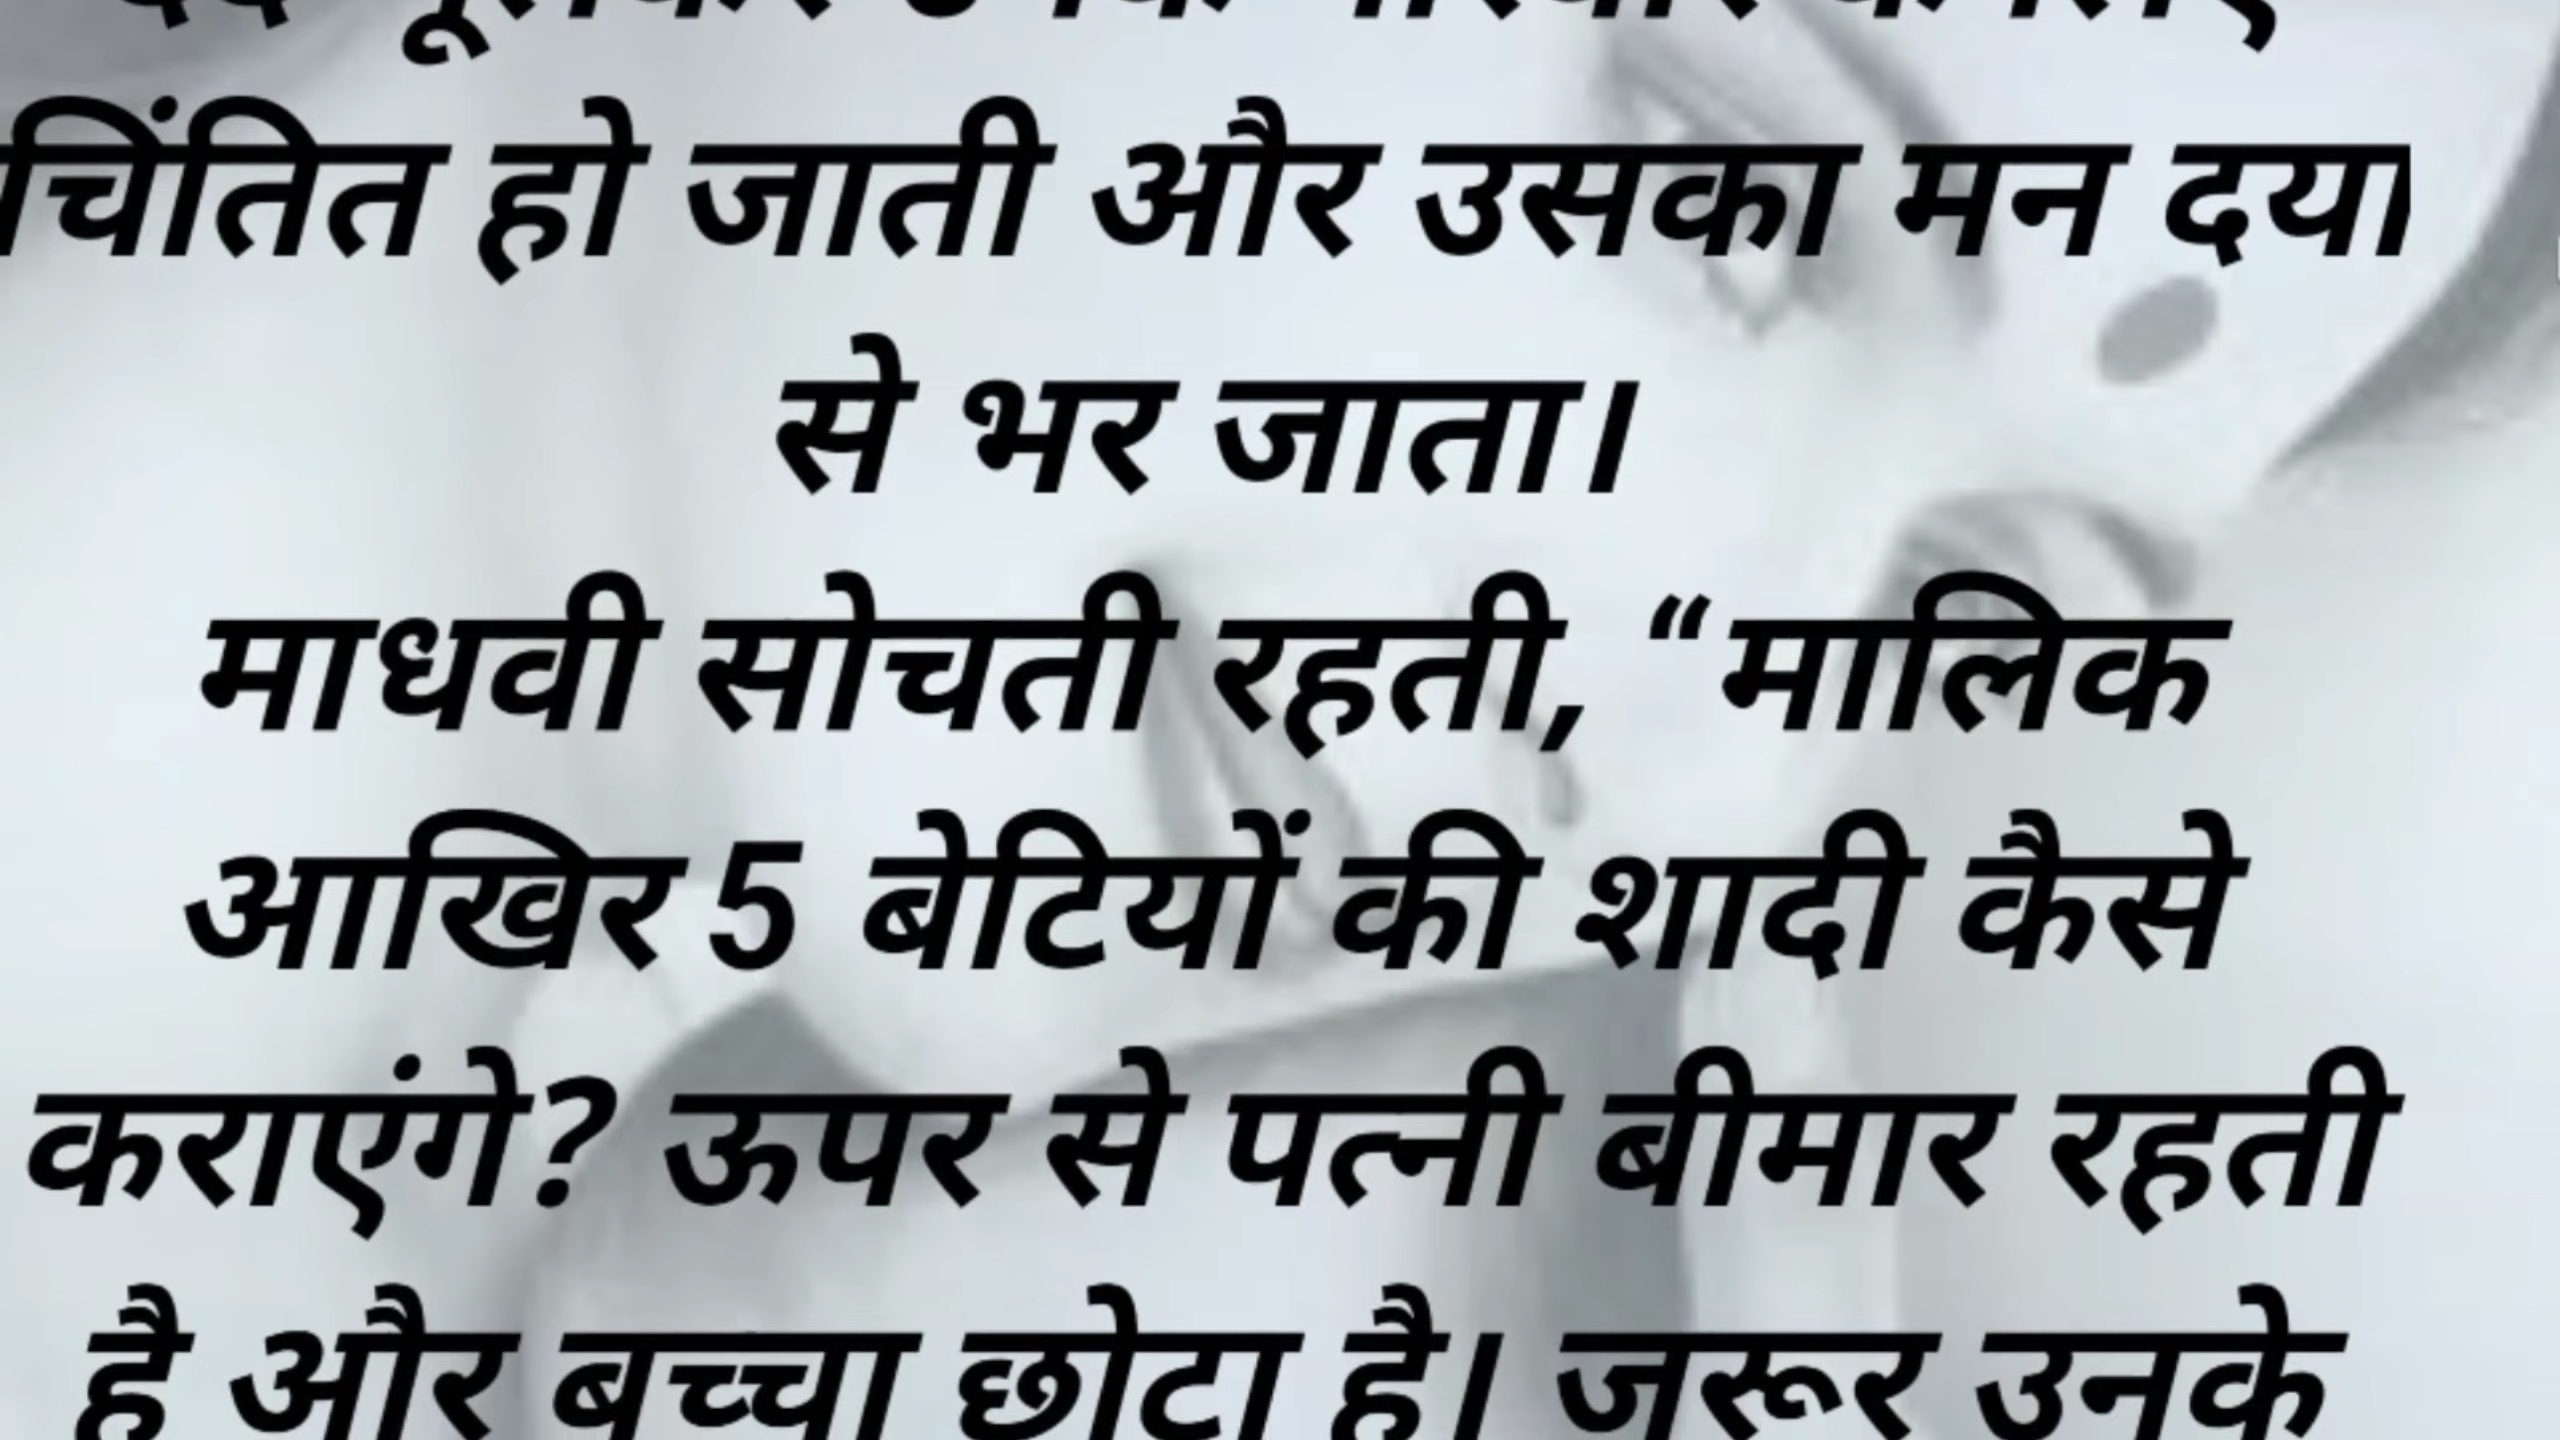 चिंतित हो जाती और उसका मन दया
से भर जाता।
माधवी सोचती रहती, “मालिक
आखिर 5 बेटियों की शादी कैसे
कराएंगे? ऊपर से पत्नी बीमार रहती
है और बच्चा छोटा है। जरूर उनके